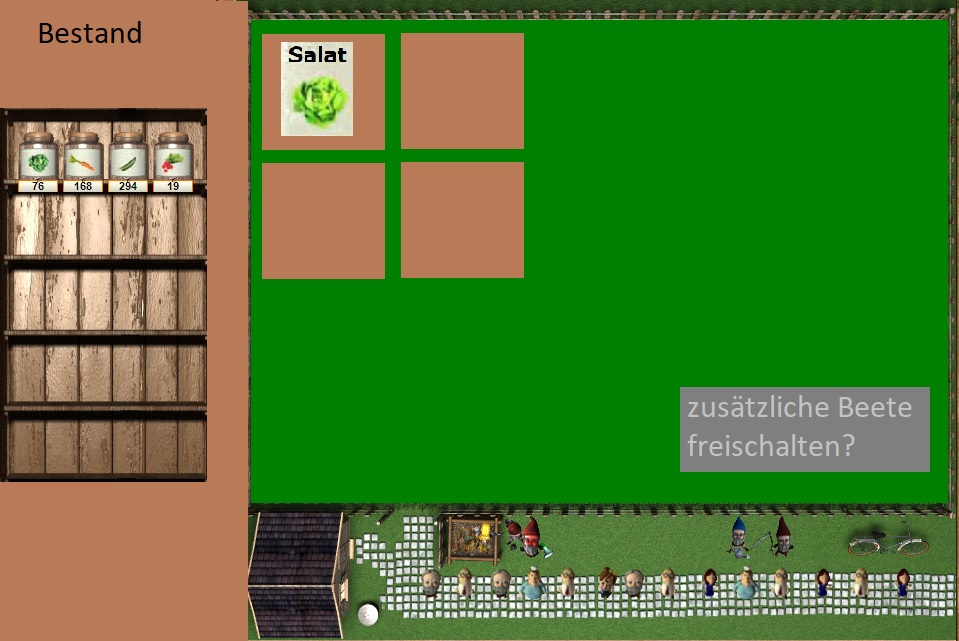 Bestand
Salat
76 168 294 19
zusätzliche Beete
freischalten?